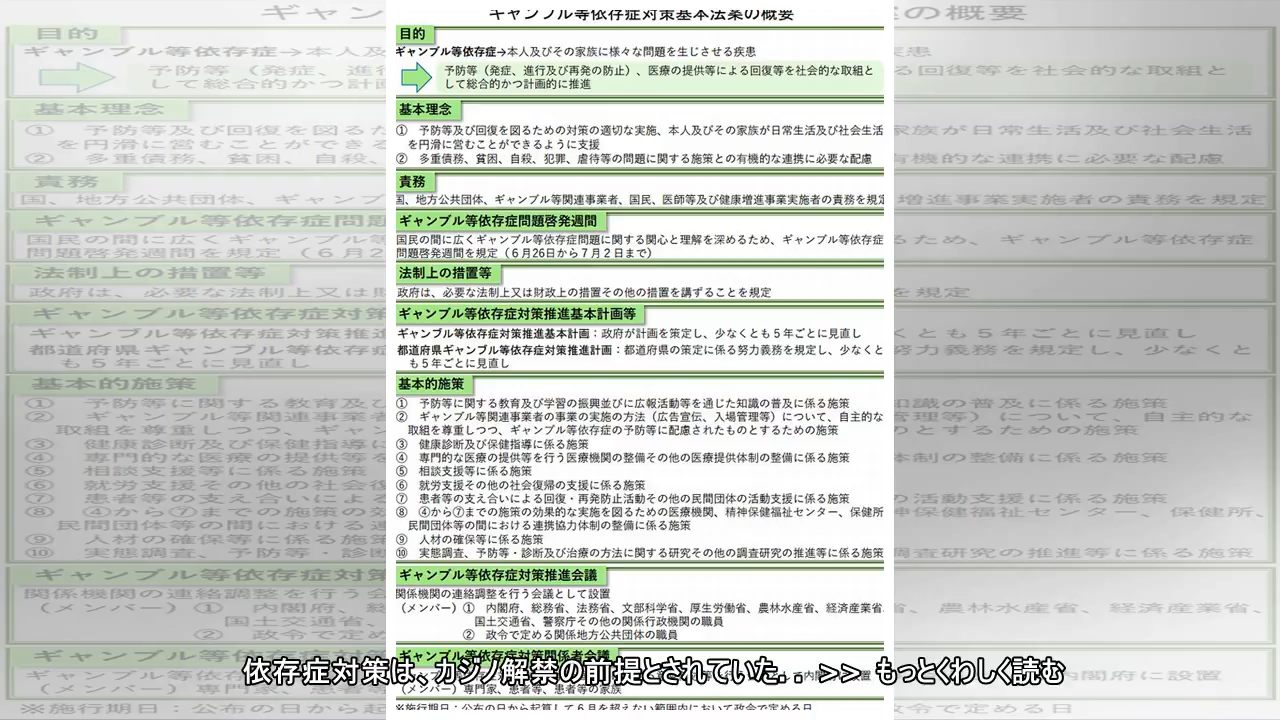 ギャンブル等依存症対策基本法案の概要
目的
ギャンブル等依存症→本人及びその家族に様々な問題を生じさせる疾患
予防等（発症、進行及び再発の防止）、医療の提供等による回復等を社会的な取組と
して総合的かつ計画的に推進
基本理念
① 予防等及び回復を図るための対策の適切な実施、本人及びその家族が日常生活及び社会生活
を円滑に営むことができるように支援
② 多重債務、貧困、自殺、犯罪、虐待等の問題に関する施策との有機的な連携に必要な配慮
責務
国、地方公共団体、ギャンブル等関連事業者、国民、医師等及び健康増進事業実施者の責務を規定
ギャンブル等依存症問題啓発週間
国民の間に広くギャンブル等依存症問題に関する関心と理解を深めるため、ギャンブル等依存症
問題啓発週間を規定（６月26日から７月２日まで）
法制上の措置等
政府は、必要な法制上又は財政上の措置その他の措置を講ずることを規定
ギャンブル等依存症対策推進基本計画等
ギャンブル等依存症対策推進基本計画：政府が計画を策定し、少なくとも５年ごとに見直し
都道府県ギャンブル等依存症対策推進計画：都道府県の策定に係る努力義務を規定し、少なくと
も５年ごとに見直し
基本的施策
① 予防等に関する教育及び学習の振興並びに広報活動等を通じた知識の普及に係る施策
② ギャンブル等関連事業者の事業の実施の方法（広告宣伝、入場管理等）について、自主的な
取組を尊重しつつ、ギャンブル等依存症の予防等に配慮されたものとするための施策
③ 健康診断及び保健指導に係る施策
④ 専門的な医療の提供等を行う医療機関の整備その他の医療提供体制の整備に係る施策
⑤ 相談支援等に係る施策
⑥ 就労支援その他の社会復帰の支援に係る施策
⑦ 患者等の支え合いによる回復・再発防止活動その他の民間団体の活動支援に係る施策
⑧ ④から⑦までの施策の効果的な実施を図るための医療機関、精神保健福祉センター、保健所
民間団体等の間における連携協力体制の整備に係る施策
⑨ 人材の確保等に係る施策
⑩ 実態調査、予防等・診断及び治療の方法に関する研究その他の調査研究の推進等に係る施策
ギャンブル等依存症対策推進会議
関係機関の連絡調整を行う会議として設置
（メンバー）① 内閣府、総務省、法務省、文部科学省、厚生労働省、農林水産省、経済産業省、
国土交通省、警察庁その他の関係行政機関の職員
② 政令で定める関係地方公共団体の職員
ギャンブル等依存症対策関係者会議
（メンバー）専門家、患者等、患者等の家族
※施行期日：公布の日から起算して６月を超えない範囲内において政令で定める日
依存症対策は、カジノ解禁の前提とされていた. . >> もっとくわしく読む